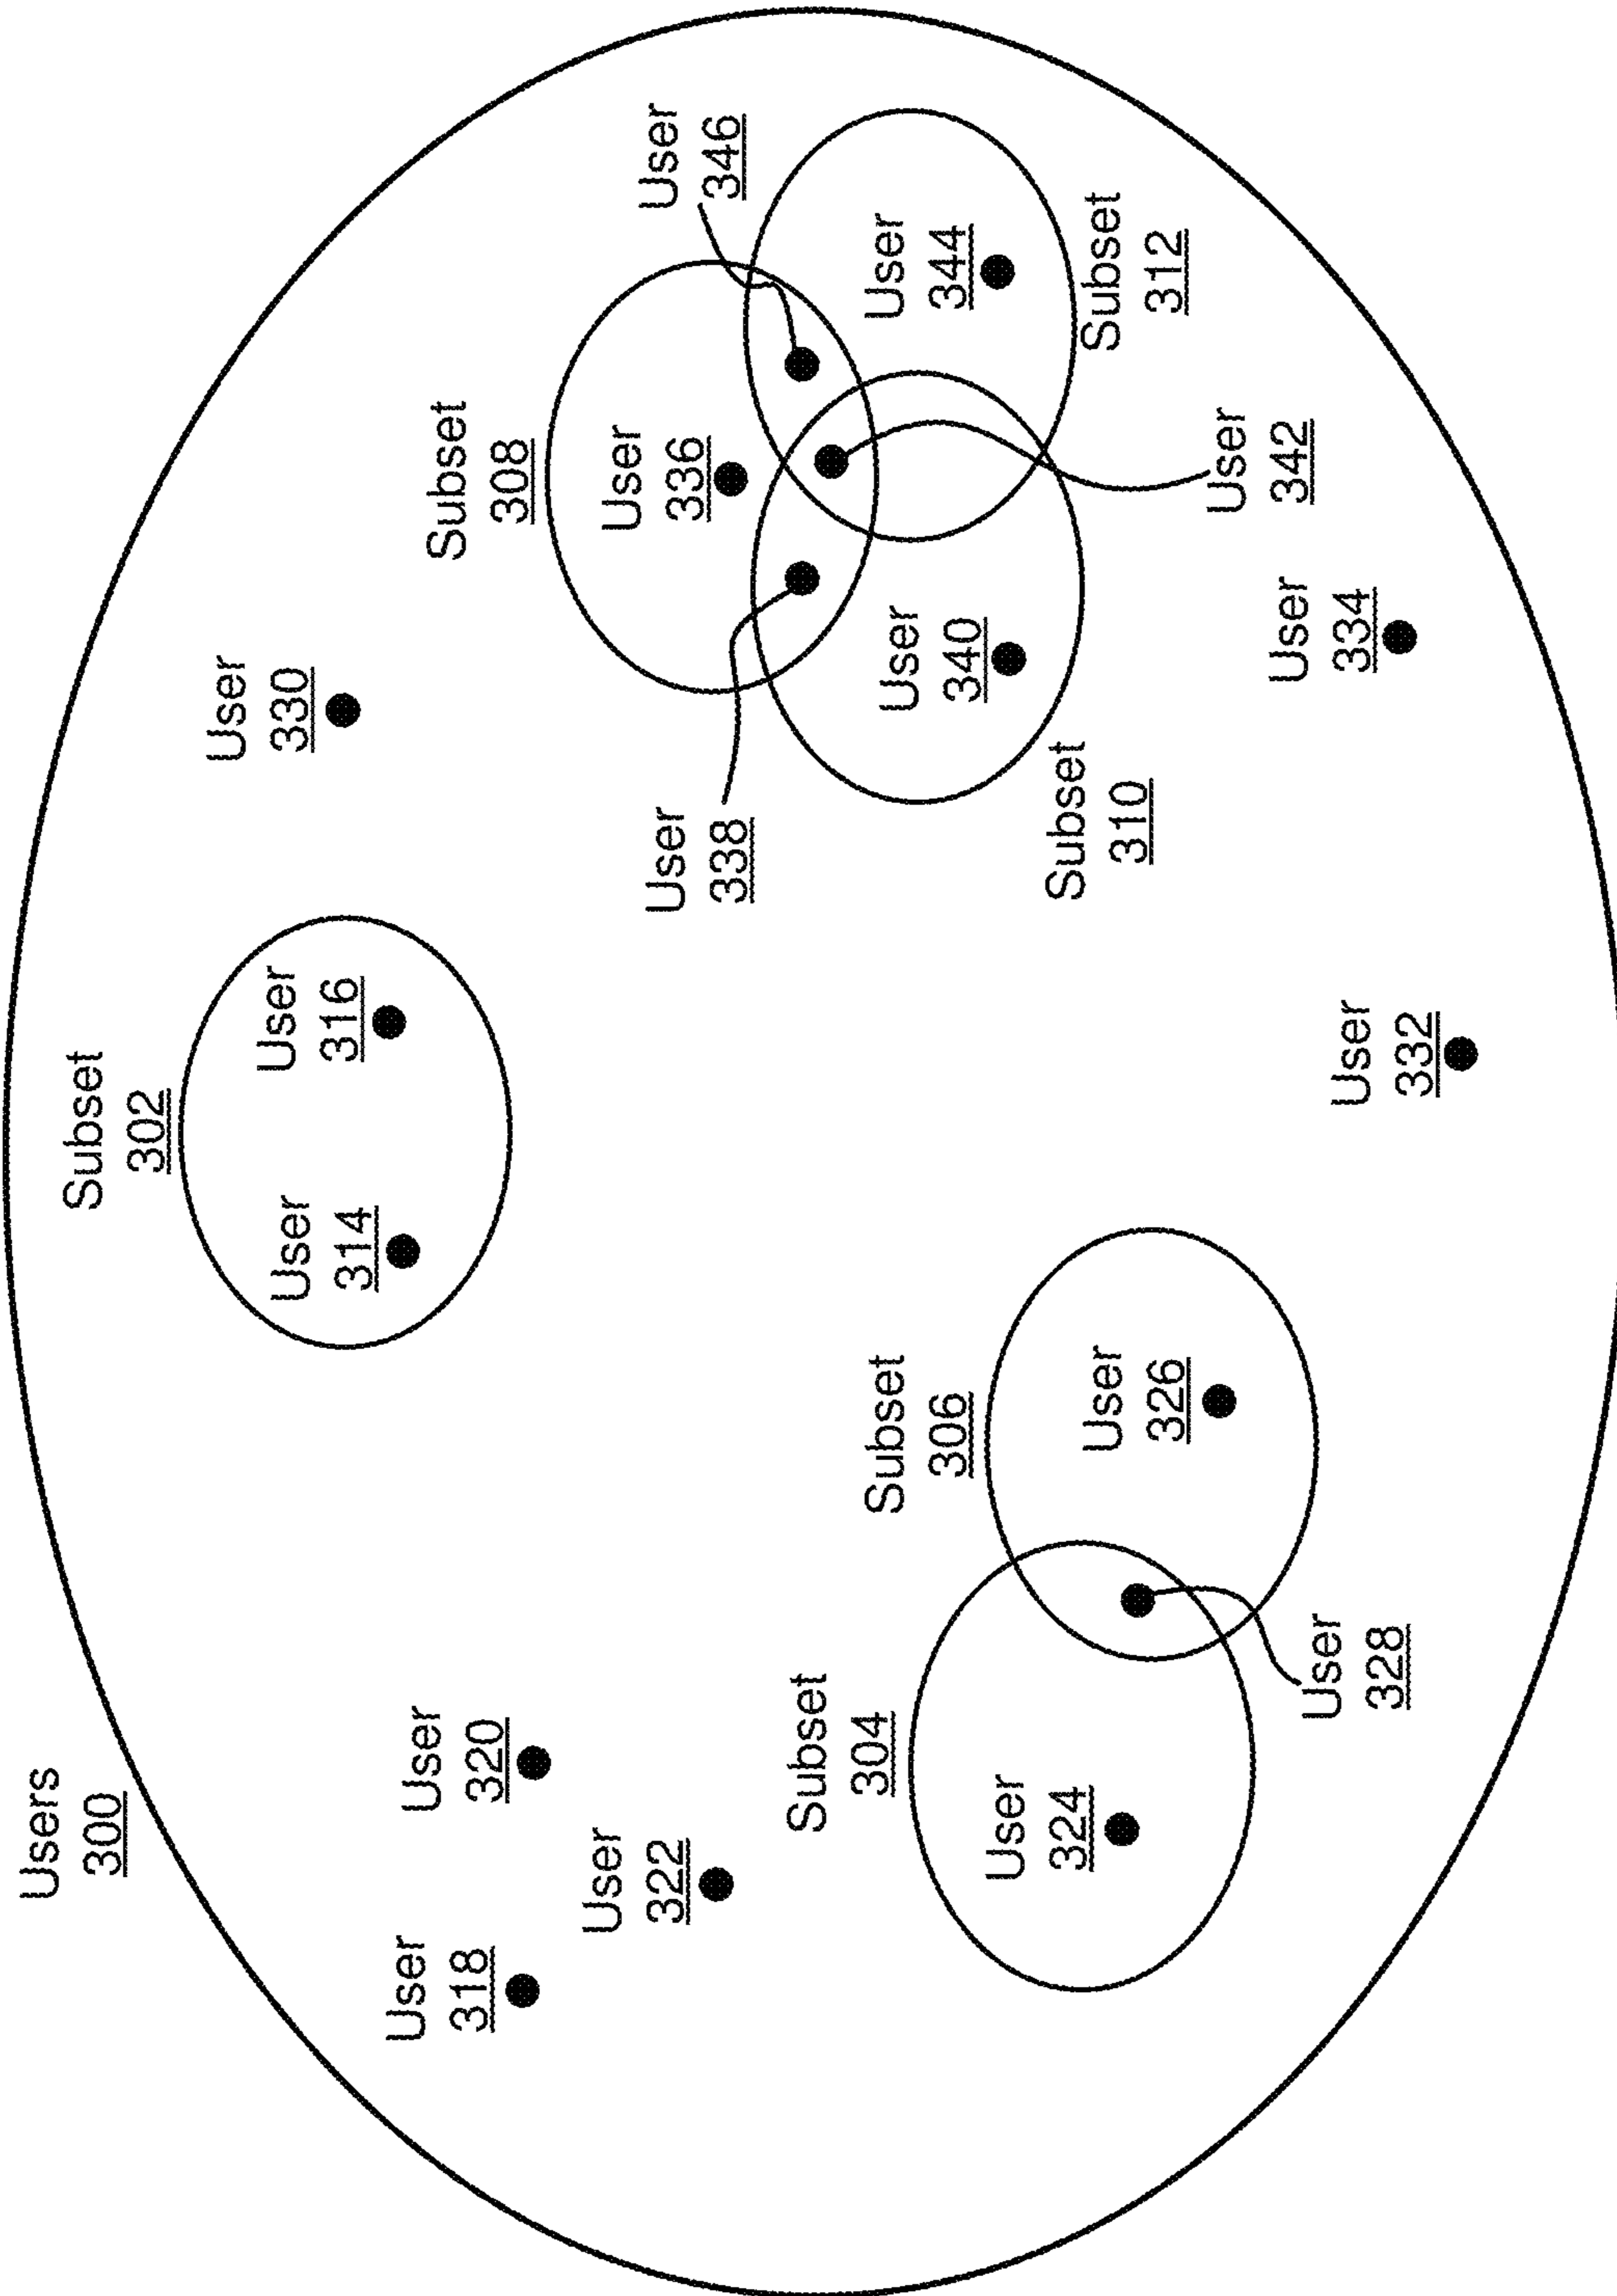 Users
300
Subset
302
User
330
User
314
User
316
User
318
User
320
Subset
308
User
322
User
338
User
336
User
346
Subset
304
Subset
306
User
340
User
344
User
324
User
326
Subset
310
Subset
312
User
342
User
328
User
332
User
334